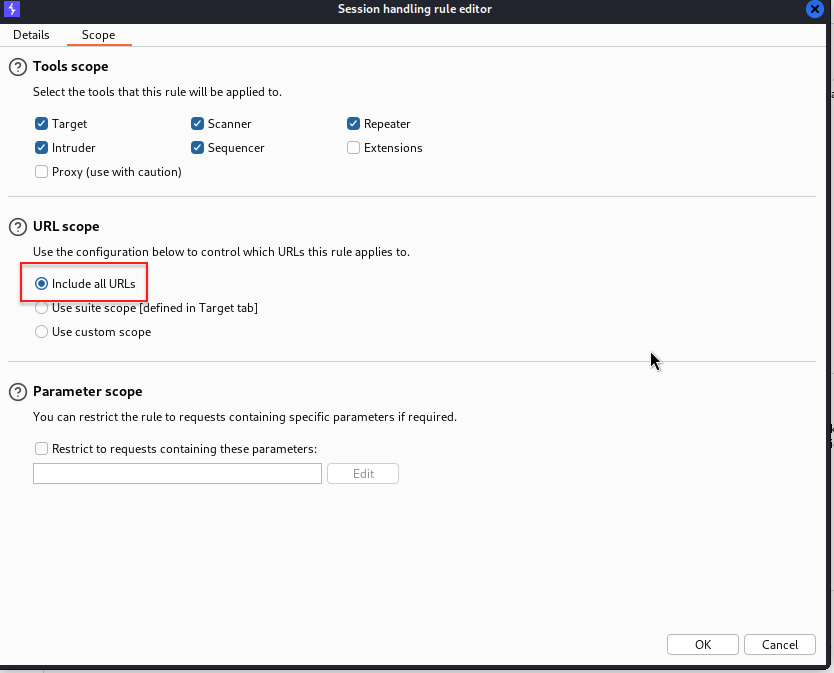 Session handling rule editor
Details Scope
Tools scope
Select the tools that this rule will be applied to.
Target Scanner Repeater
Intruder Sequencer Extensions
Proxy (use with caution)
URL scope
Use the configuration below to control which URLs this rule applies to.
Include all URLs
Use suite scope [defined in Target tab]
Use custom scope
Parameter scope
You can restrict the rule to requests containing specific parameters if required.
Restrict to requests containing these parameters:
Edit
OK Cancel